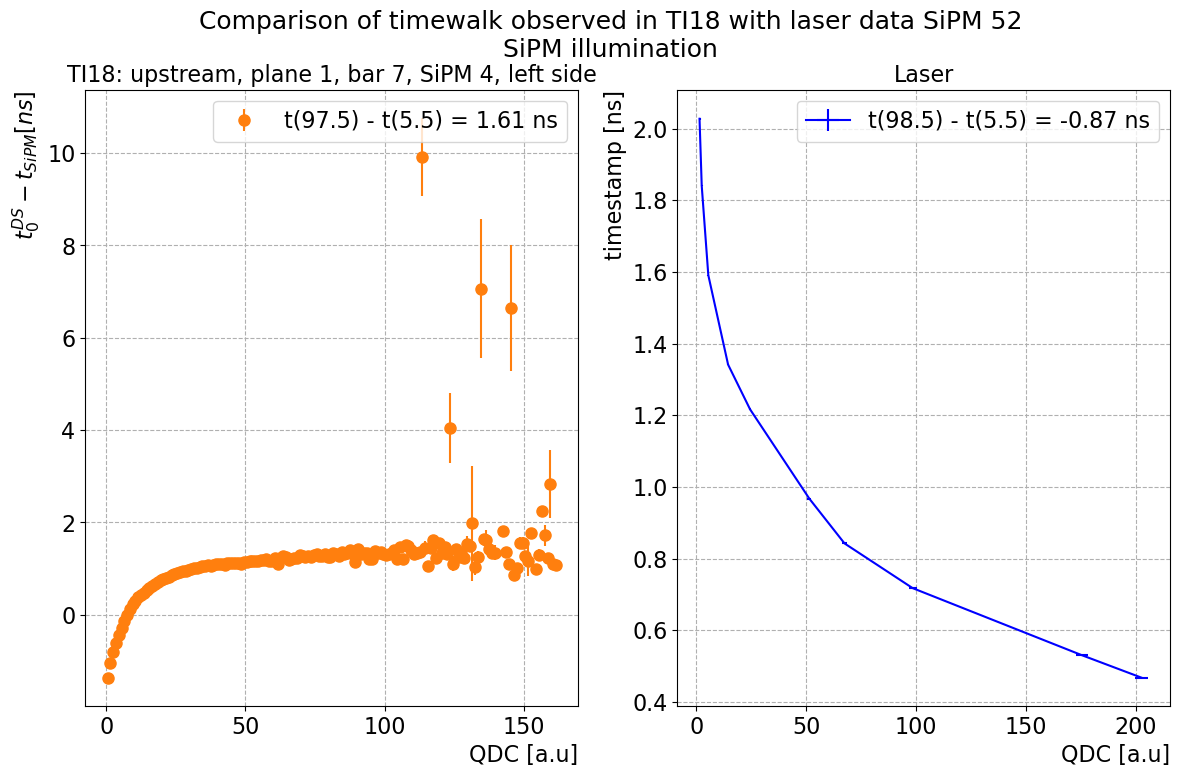 Comparison of timewalk observed in TI18 with laser data SiPM 52
SiPM illumination
TI18: upstream, plane 1, bar 7, SiPM 4, left side
t(97.5) - t(5.5) = 1.61 ns
t₀ᴰˢ − t_SiPM[ns]
10
8
6
4
2
0
0 50 100 150
QDC [a.u]
Laser
t(98.5) - t(5.5) = -0.87 ns
timestamp [ns]
2.0
1.8
1.6
1.4
1.2
1.0
0.8
0.6
0.4
0 50 100 150 200
QDC [a.u]